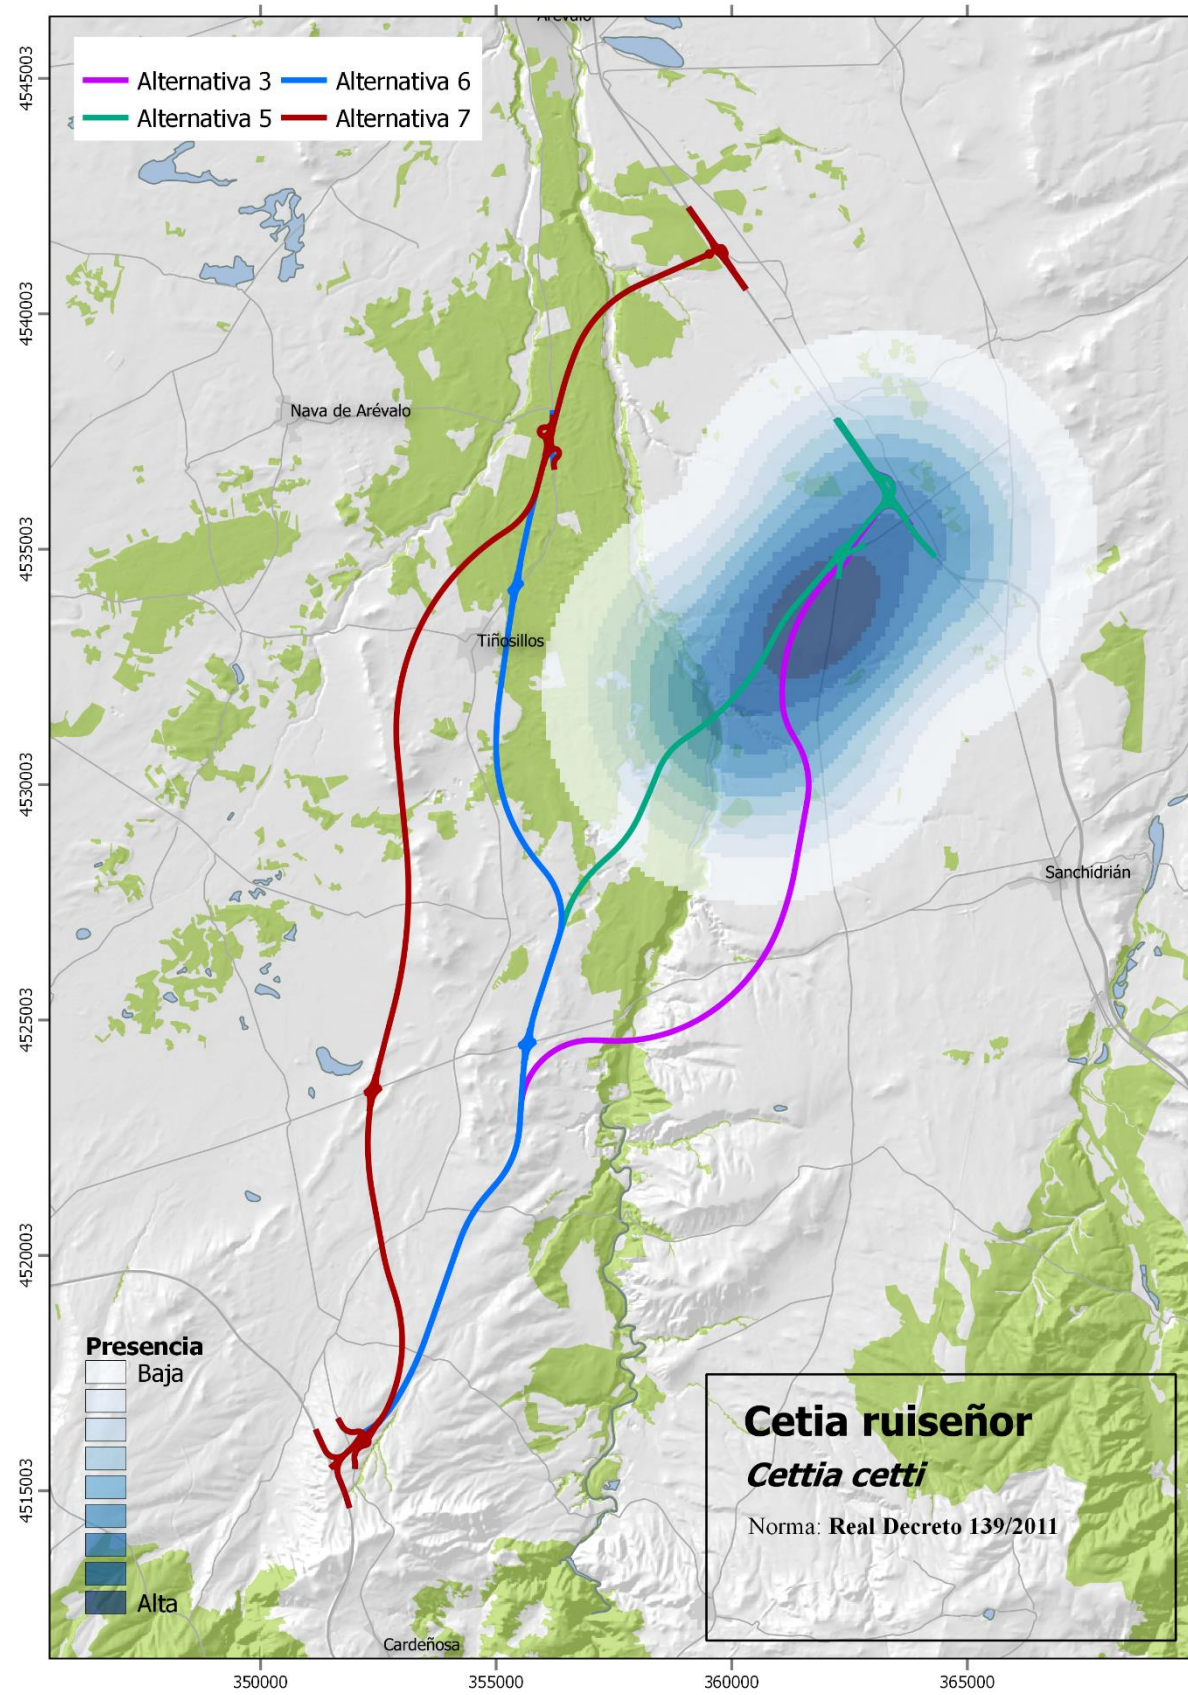 Arévalo
Alternativa 3
Alternativa 6
Alternativa 5
Alternativa 7
4545003
4540003
Nava de Arévalo
4535003
Tiñosillos
4530003
Sanchidrián
4525003
4520003
Presencia
Baja
Alta
4515003
Cetia ruiseñor
Cettia cetti
Norma: Real Decreto 139/2011
Cardeñosa
350000
355000
360000
365000